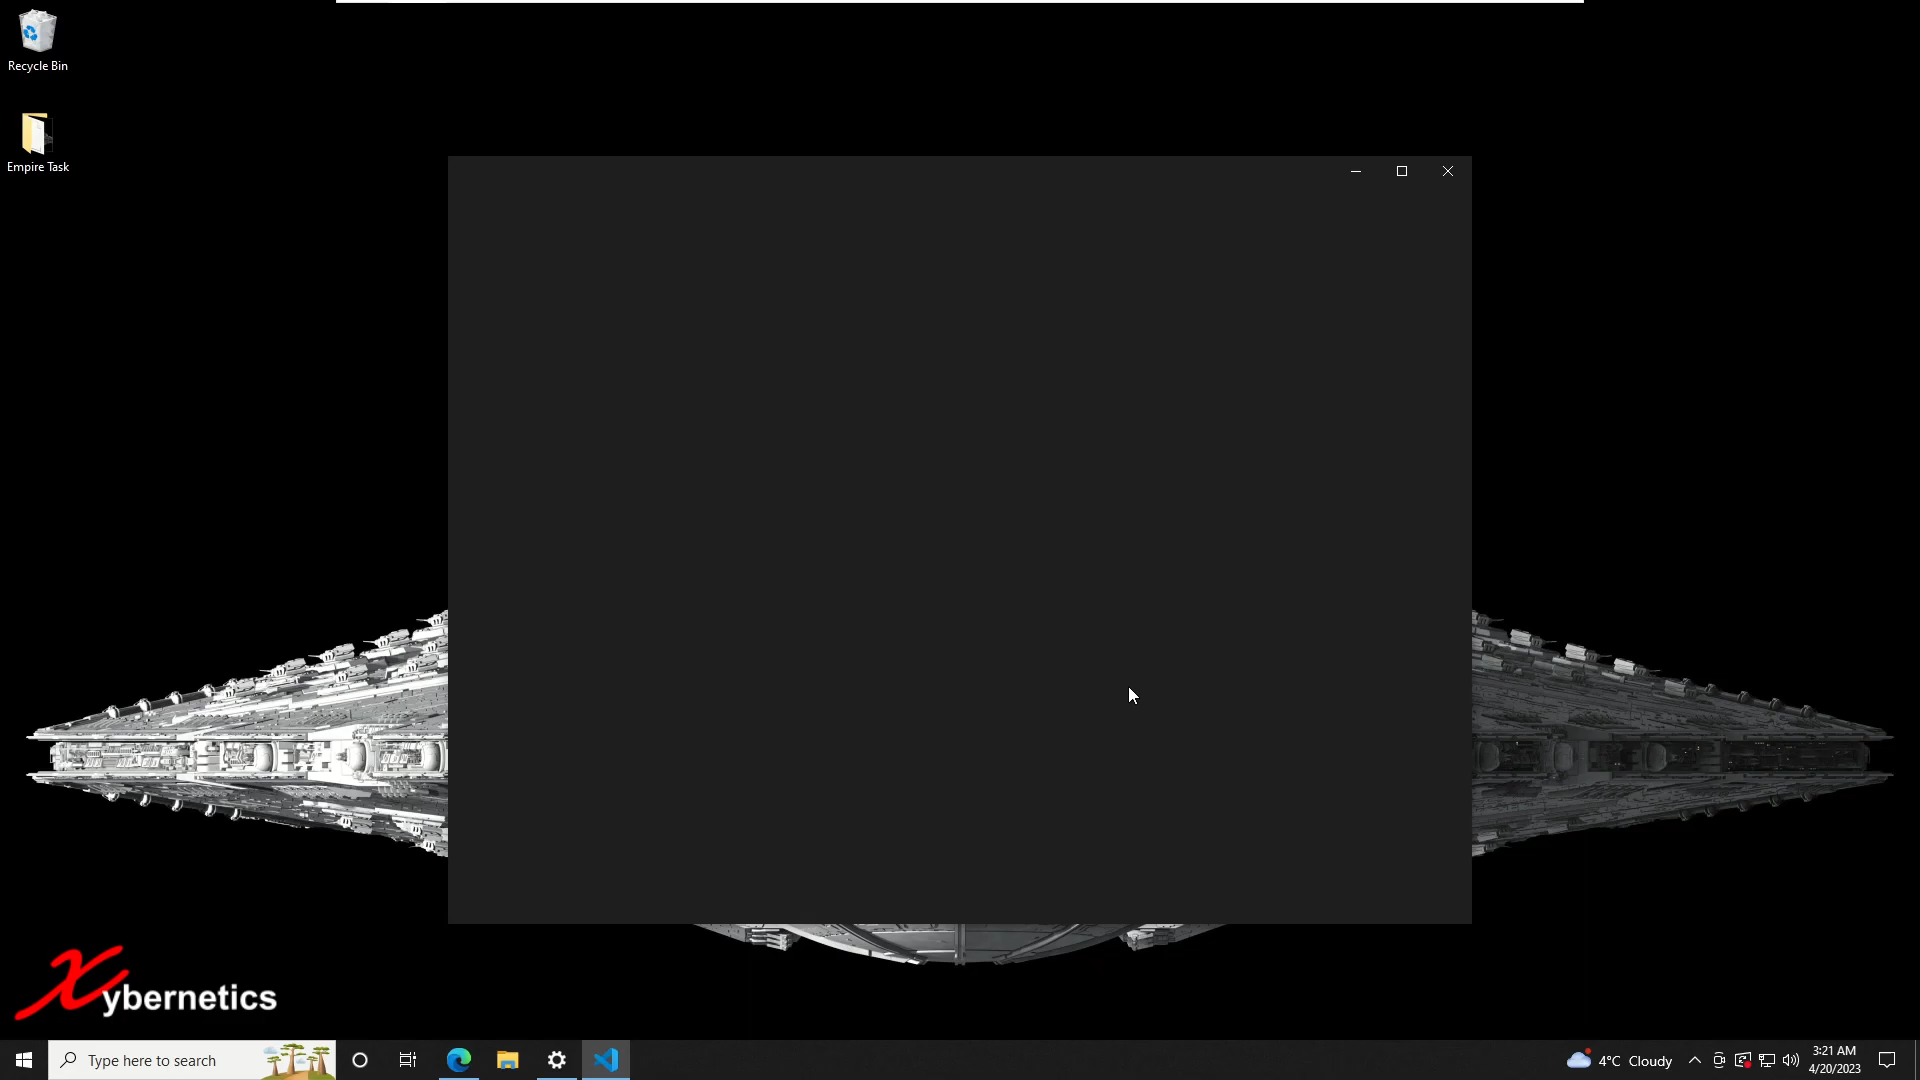 Recycle Bin
Empire Task
Xybernetics
Type here to search
4°C Cloudy
3:21 AM
4/20/2023